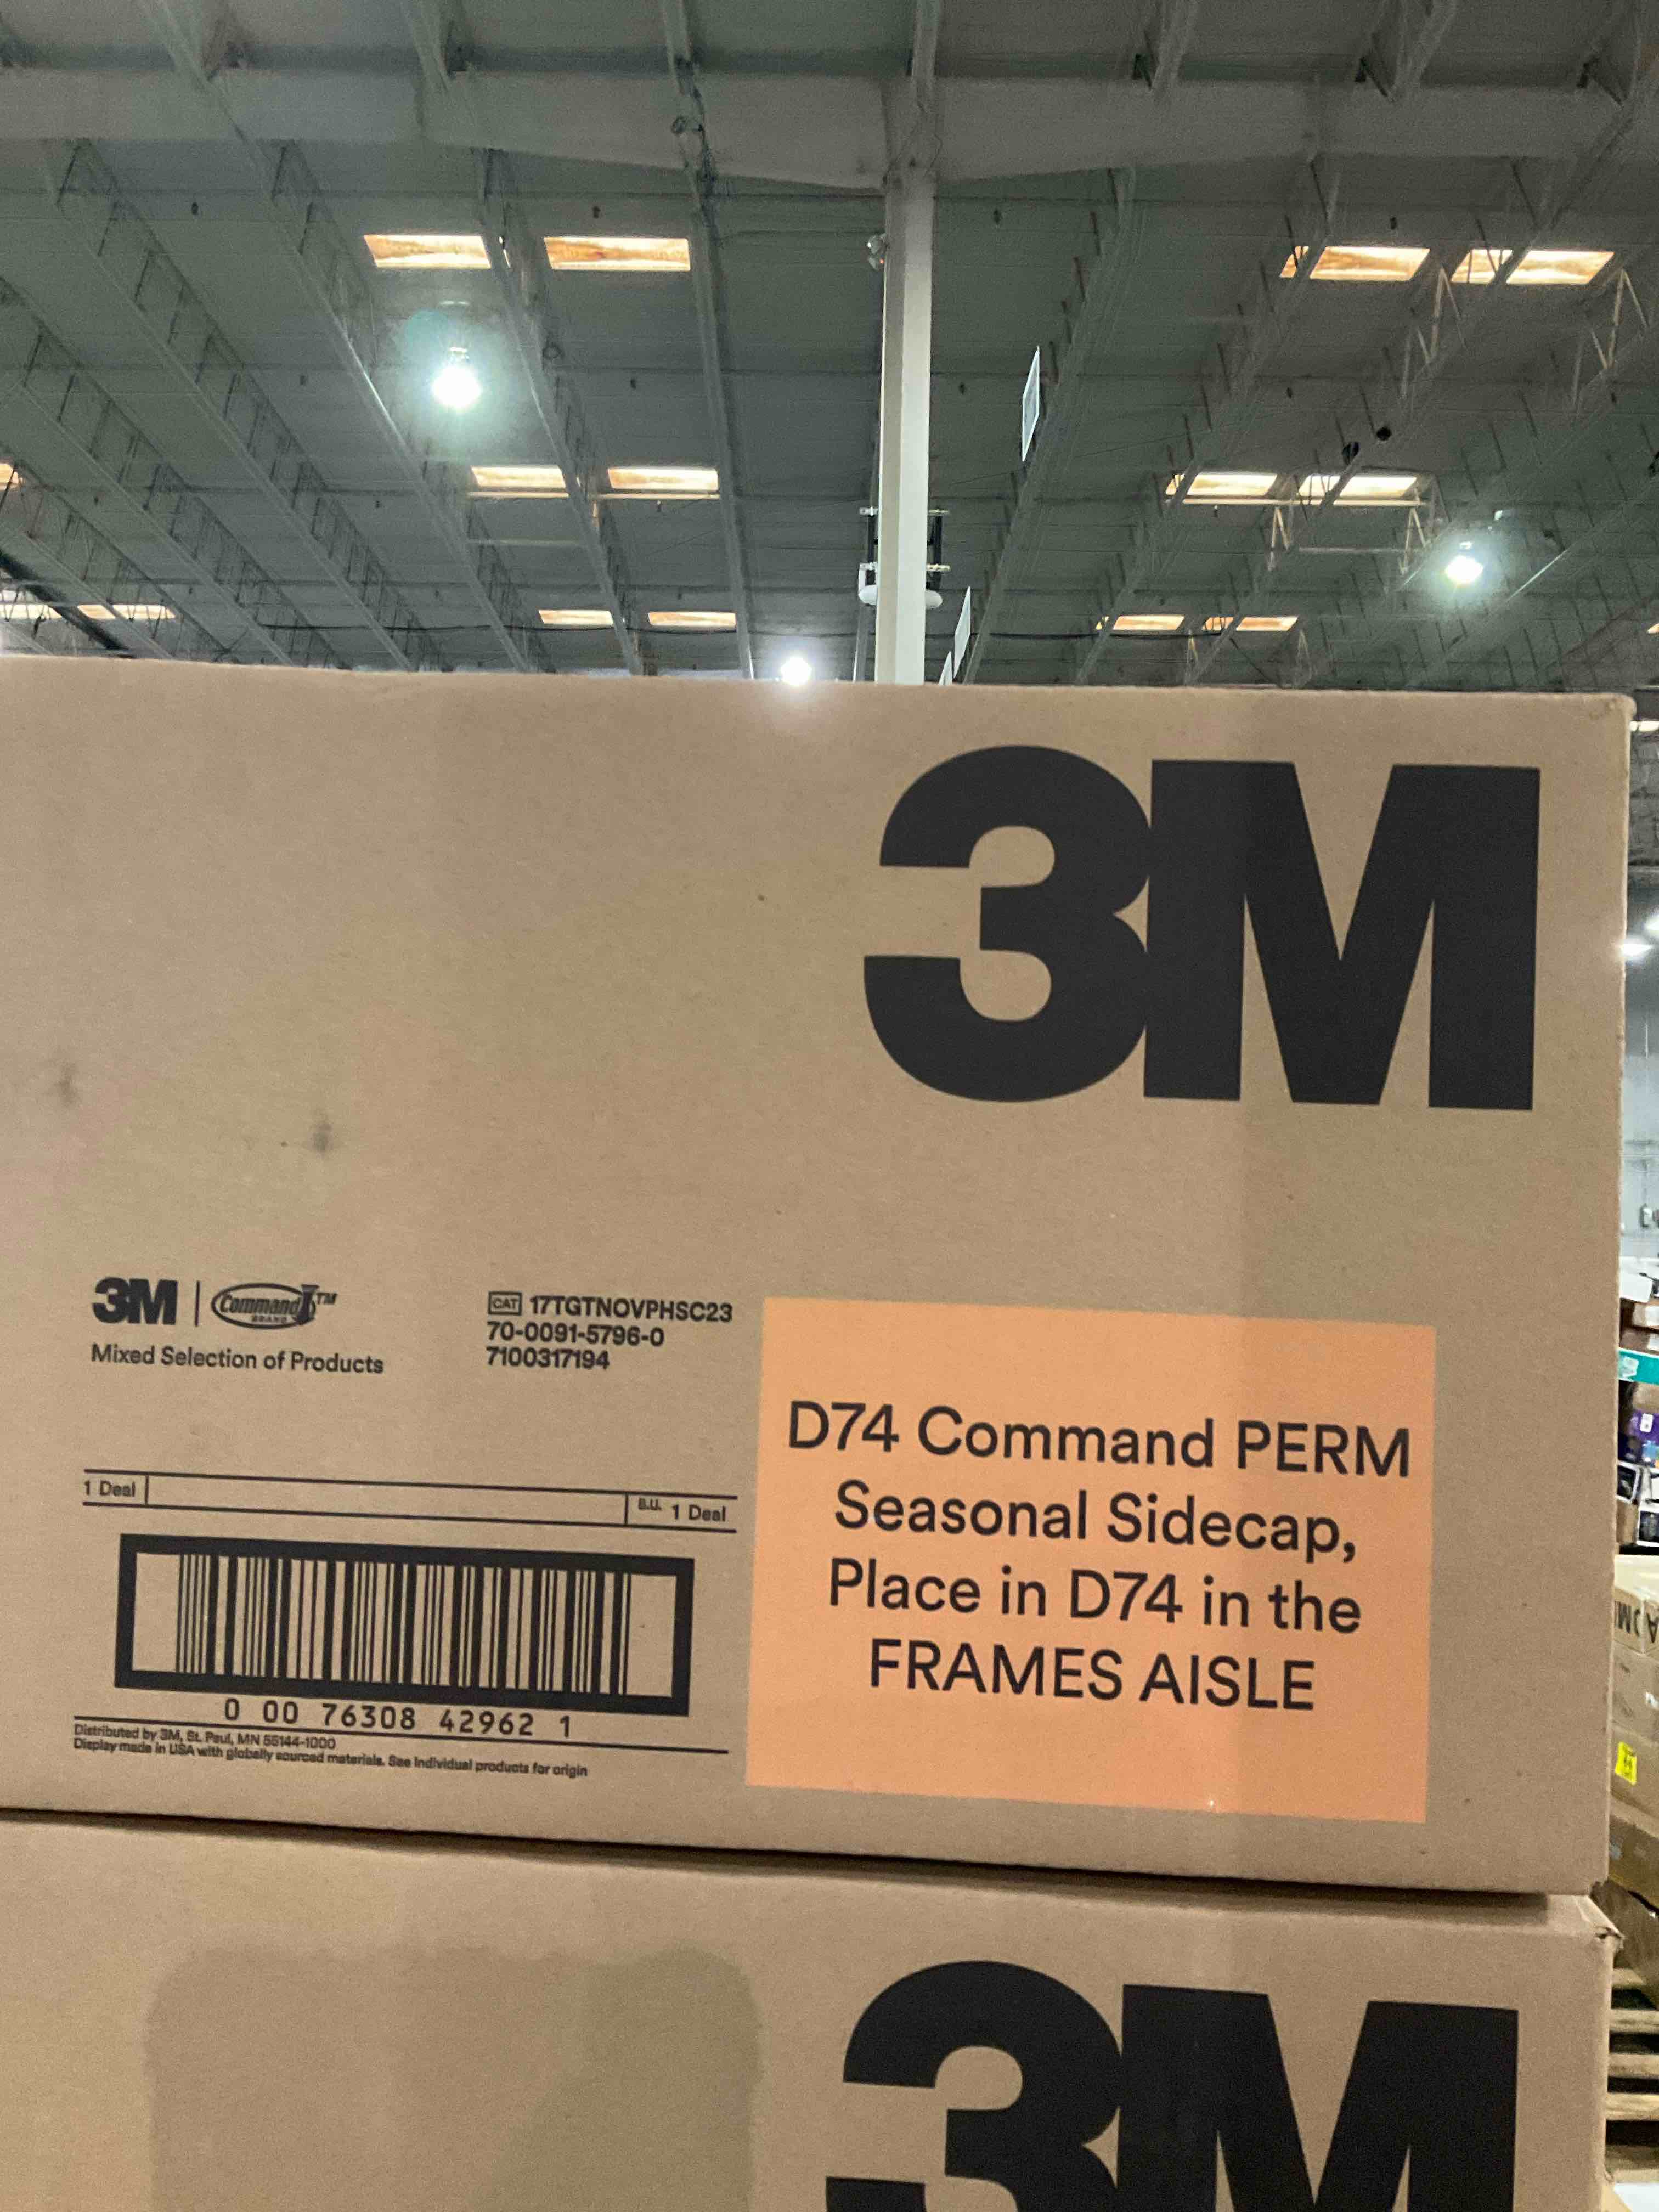 3M
3M | Command™
BRAND
Mixed Selection of Products
CAT 17TGTNOVPHSC23
70-0091-5796-0
7100317194
1 Deal
B.U. 1 Deal
0 00 76308 42962 1
Distributed by 3M, St. Paul, MN 55144-1000
Display made in USA with globally sourced materials. See individual products for origin
D74 Command PERM
Seasonal Sidecap,
Place in D74 in the
FRAMES AISLE
3M